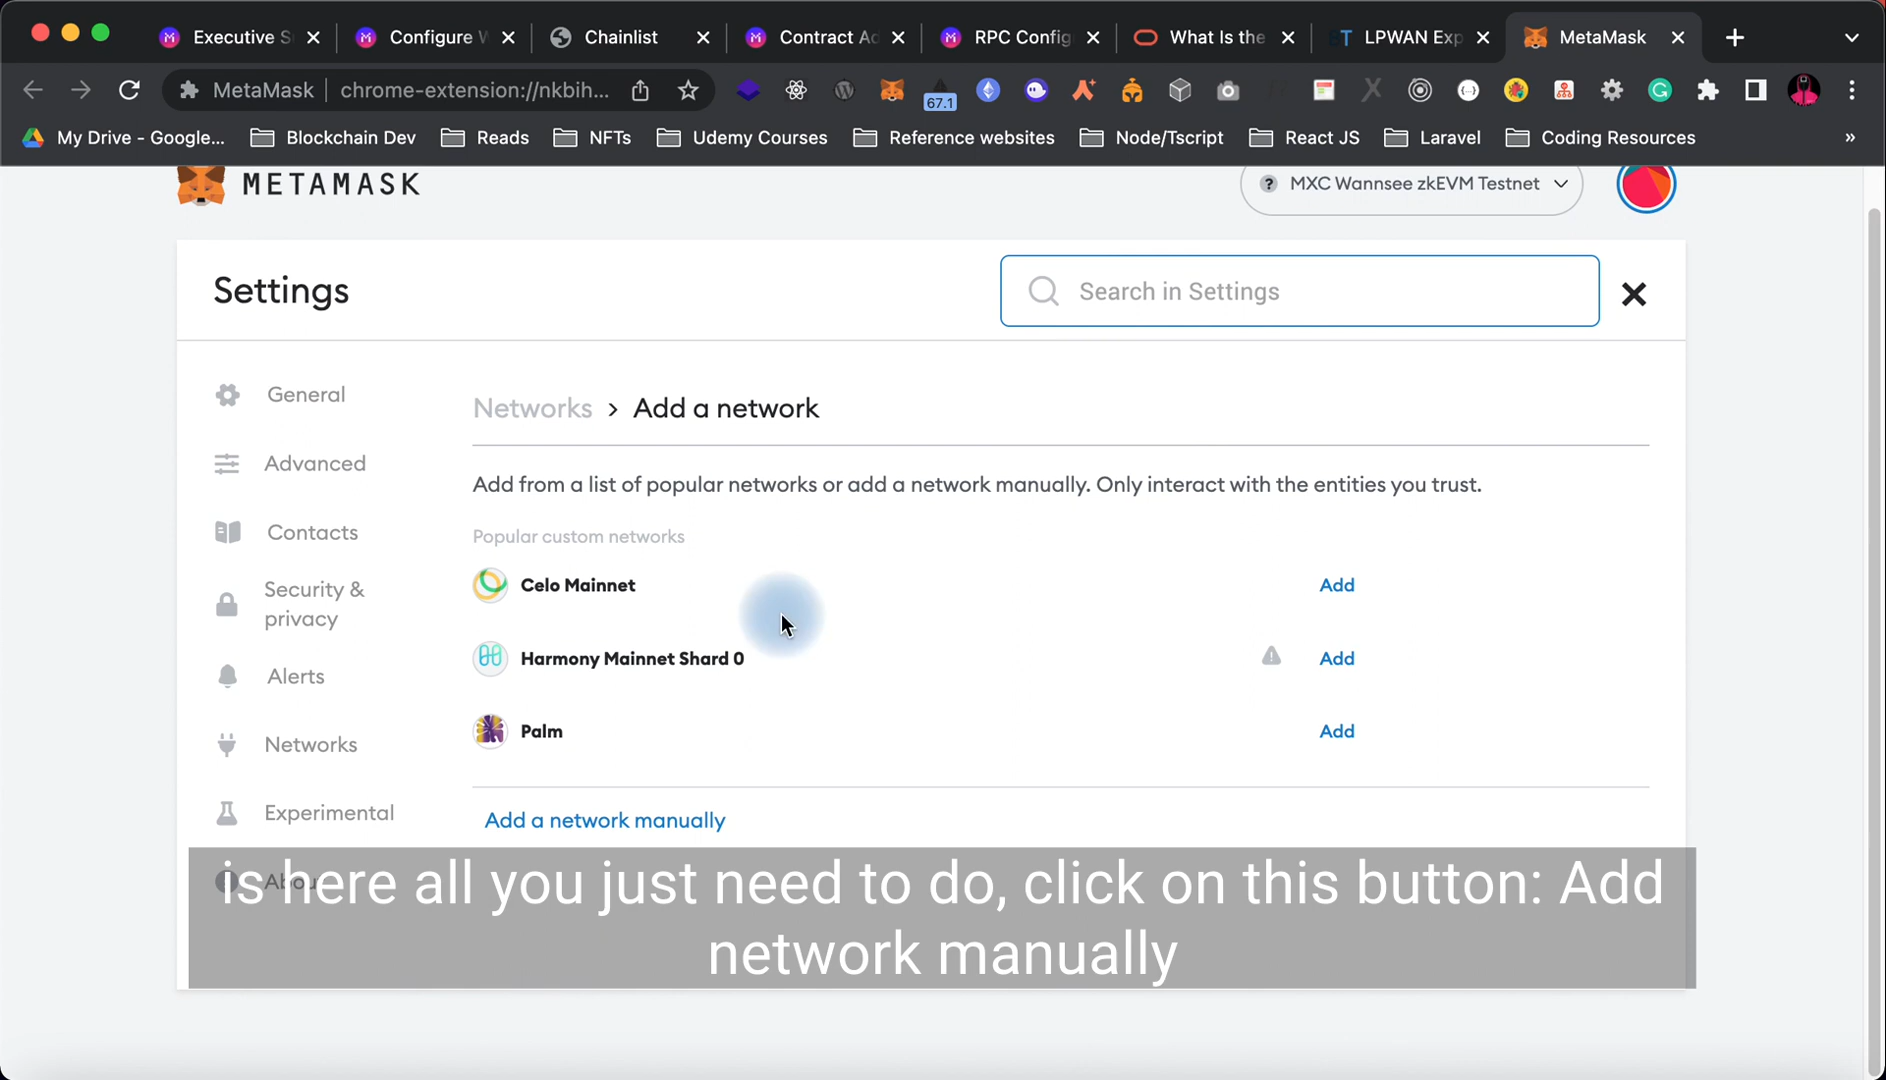 Executive S
Configure W
Chainlist
Contract Ad
RPC Config
What Is the
LPWAN Exp
MetaMask
MetaMask
chrome-extension://nkbih...
67.1
My Drive - Google...
Blockchain Dev
Reads
NFTs
Udemy Courses
Reference websites
Node/Tscript
React JS
Laravel
Coding Resources
»
METAMASK
MXC Wannsee zkEVM Testnet
Settings
Search in Settings
General
Advanced
Contacts
Security &
privacy
Alerts
Networks
Experimental
About
Networks > Add a network
Add from a list of popular networks or add a network manually. Only interact with the entities you trust.
Popular custom networks
Celo Mainnet
Add
Harmony Mainnet Shard 0
Add
Palm
Add
Add a network manually
is here all you just need to do, click on this button: Add
network manually